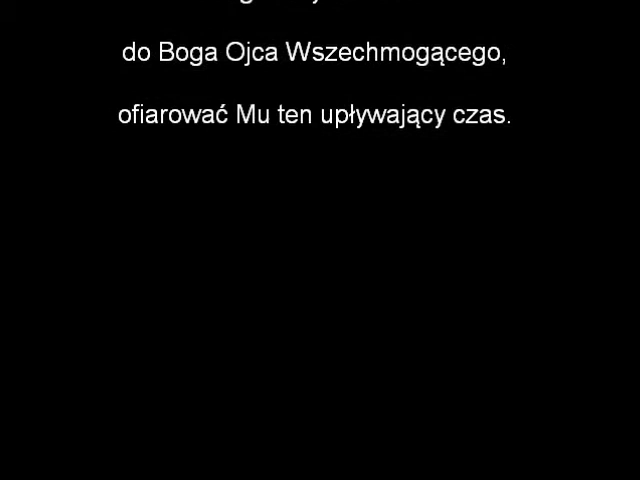 do Boga Ojca Wszechmogącego,
ofiarować Mu ten upływający czas.